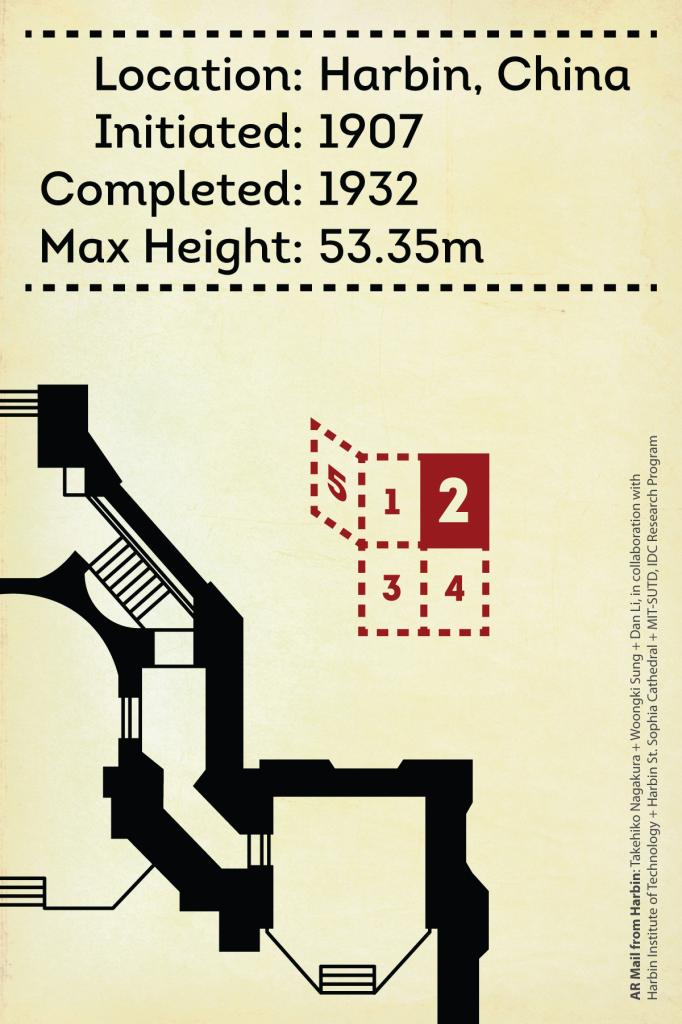 Location: Harbin, China
Initiated: 1907
Completed: 1932
Max Height: 53.35m
5
1
2
3
4
AR Mail from Harbin: Takehiko Nagakura + Woongki Sung + Dan Li, in collaboration with
Harbin Institute of Technology + Harbin St. Sophia Cathedral + MIT-SUTD, IDC Research Program